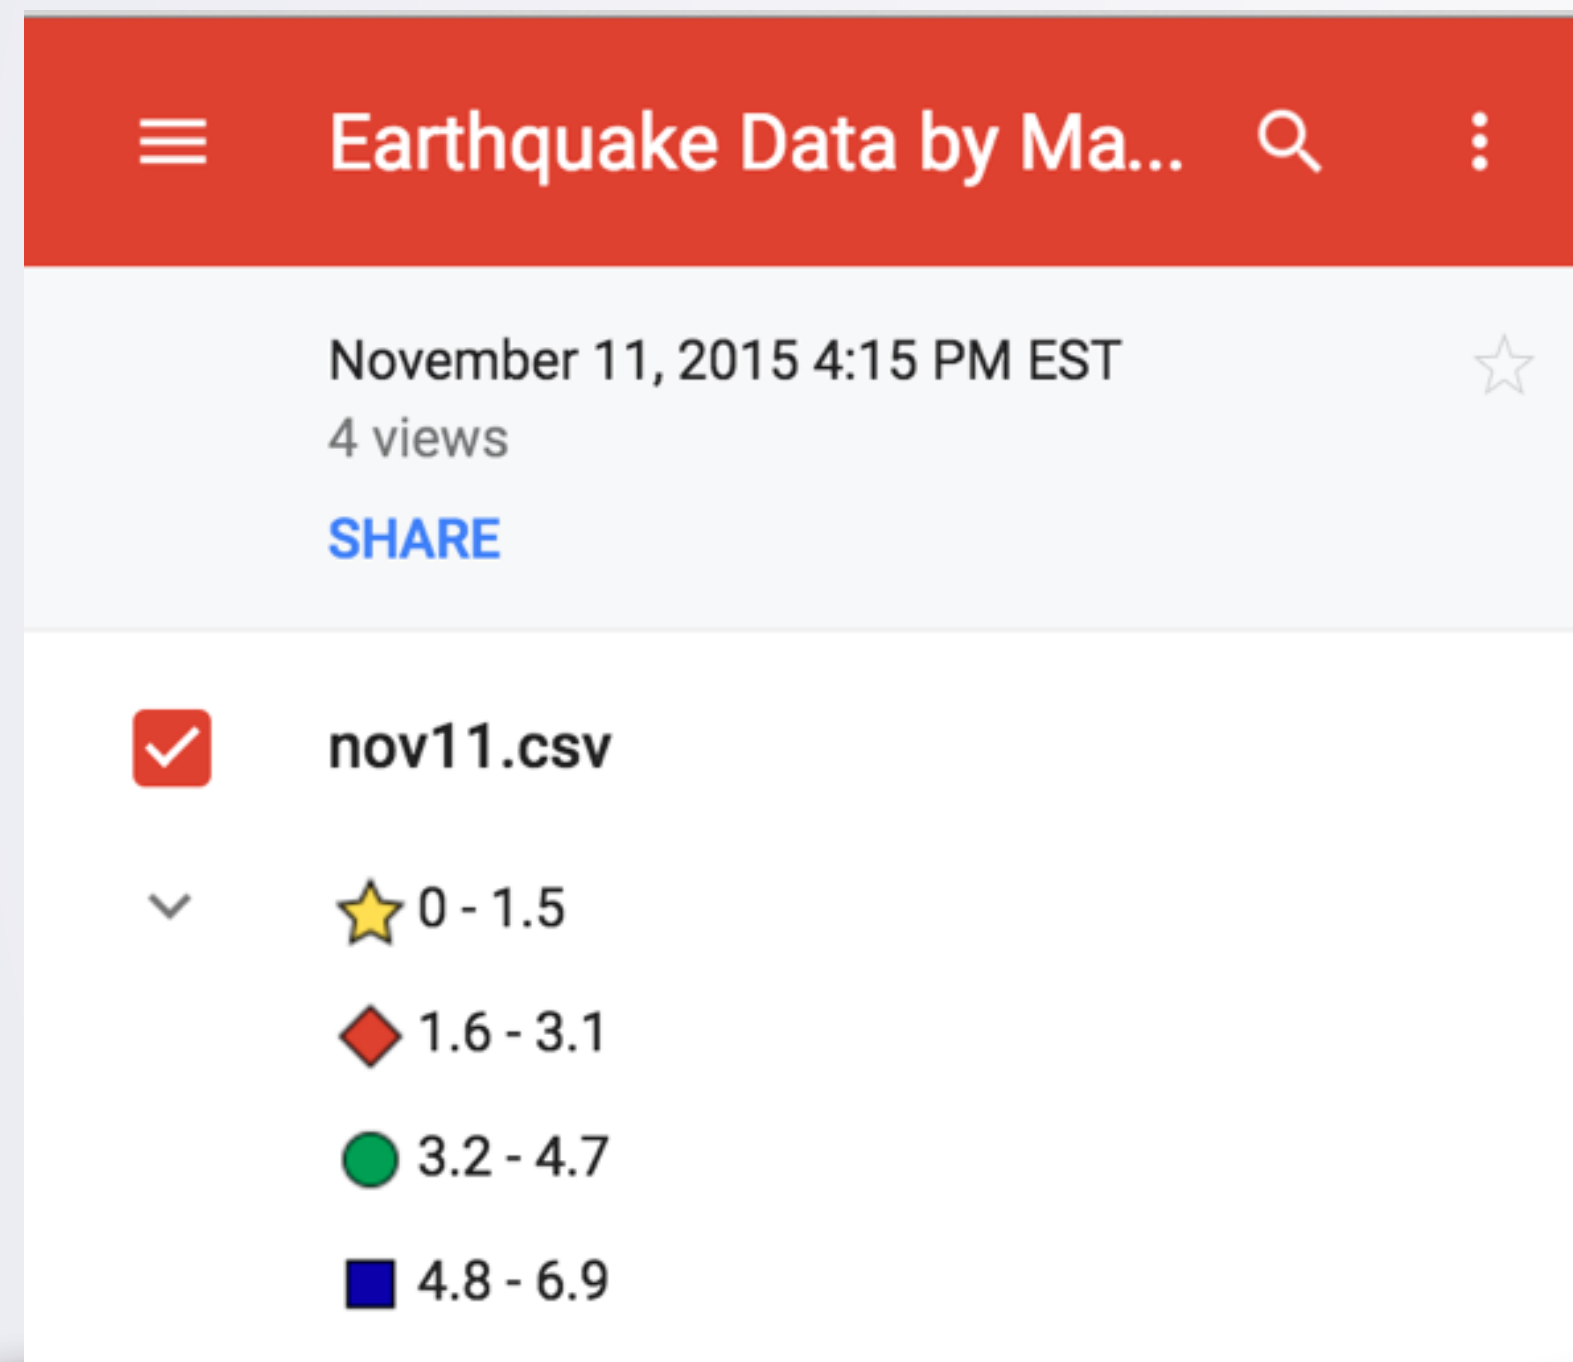 Earthquake Data by Ma...
November 11, 2015 4:15 PM EST
4 views
SHARE
nov11.csv
0 - 1.5
1.6 - 3.1
3.2 - 4.7
4.8 - 6.9